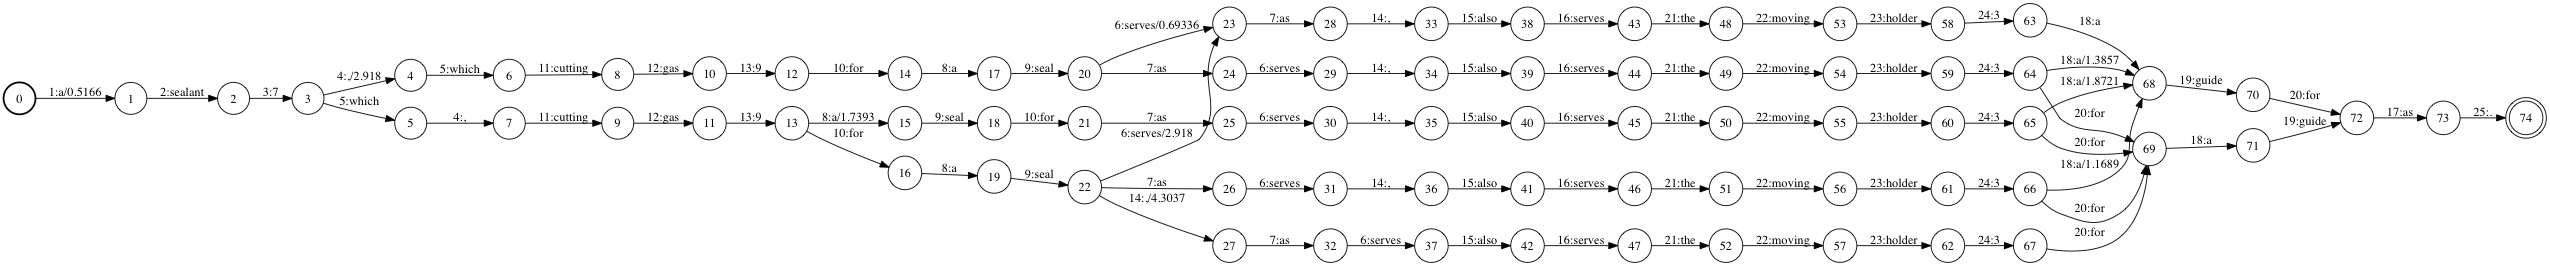 0 1:a/0.5166 1 2:sealant 2 3:7 3
4:,/2.918 4 5:which 6 11:cutting 8 12:gas 10 13:9 12 10:for 14 8:a 17 9:seal 20
5:which 5 4:, 7 11:cutting 9 12:gas 11 13:9 13 8:a/1.7393 15 9:seal 18 10:for 21
10:for 16 8:a 19 9:seal 22
6:serves/0.69336 23 7:as 28 14:, 33 15:also 38 16:serves 43 21:the 48 22:moving 53 23:holder 58 24:3 63 18:a
7:as 24 6:serves 29 14:, 34 15:also 39 16:serves 44 21:the 49 22:moving 54 23:holder 59 24:3 64 18:a/1.3857
20:for
7:as 25 6:serves 30 14:, 35 15:also 40 16:serves 45 21:the 50 22:moving 55 23:holder 60 24:3 65 18:a/1.8721
20:for
6:serves/2.918
7:as 26 6:serves 31 14:, 36 15:also 41 16:serves 46 21:the 51 22:moving 56 23:holder 61 24:3 66 18:a/1.1689
20:for
14:,/4.3037 27 7:as 32 6:serves 37 15:also 42 16:serves 47 21:the 52 22:moving 57 23:holder 62 24:3 67 20:for
68 19:guide 70 20:for
69 18:a 71 19:guide
72 17:as 73 25:. 74